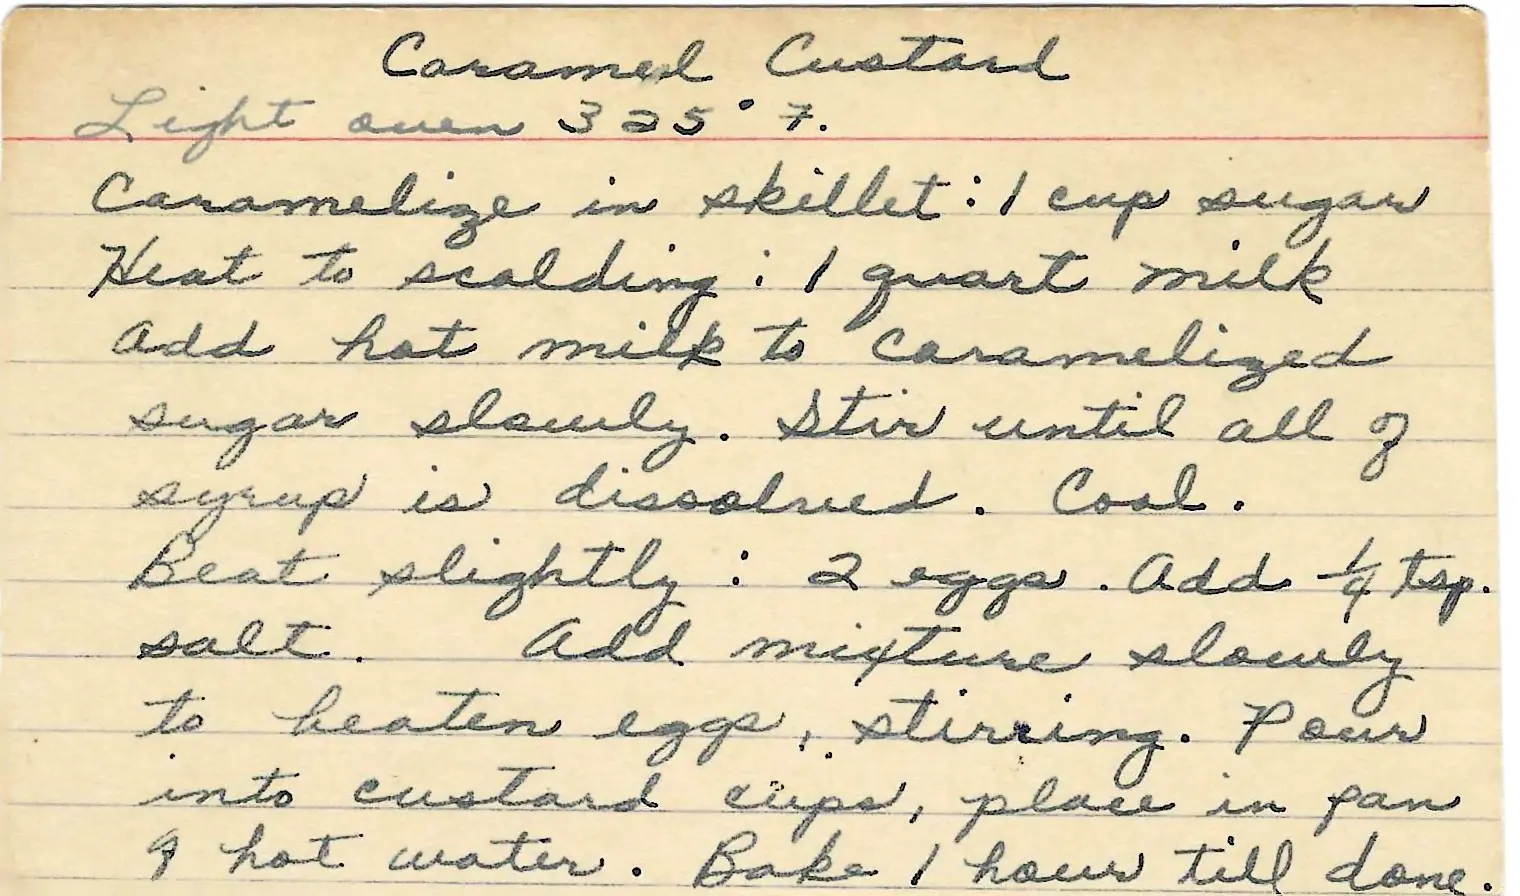 Caramel Custard
Light oven 325° F.
Caramelize in skillet: 1 cup sugar
Heat to scalding: 1 quart milk
Add hot milk to caramelized
sugar slowly. Stir until all of
syrup is dissolved. Cool.
Beat slightly: 2 eggs. Add 1/4 tsp.
salt. Add mixture slowly
to beaten eggs, stirring. Pour
into custard cups, place in pan
of hot water. Bake 1 hour till done.